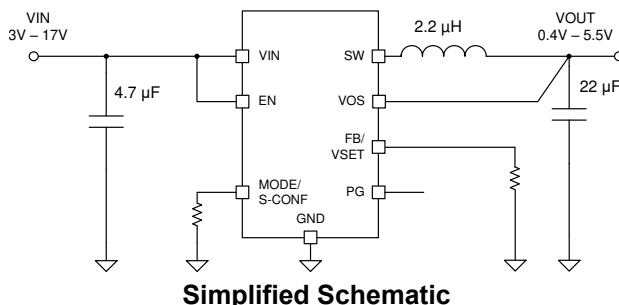 VIN
3V – 17V
2.2 µH
VOUT
0.4V – 5.5V
VIN
SW
4.7 µF
EN
VOS
22 µF
FB/
VSET
MODE/
S-CONF
PG
GND
Simplified Schematic